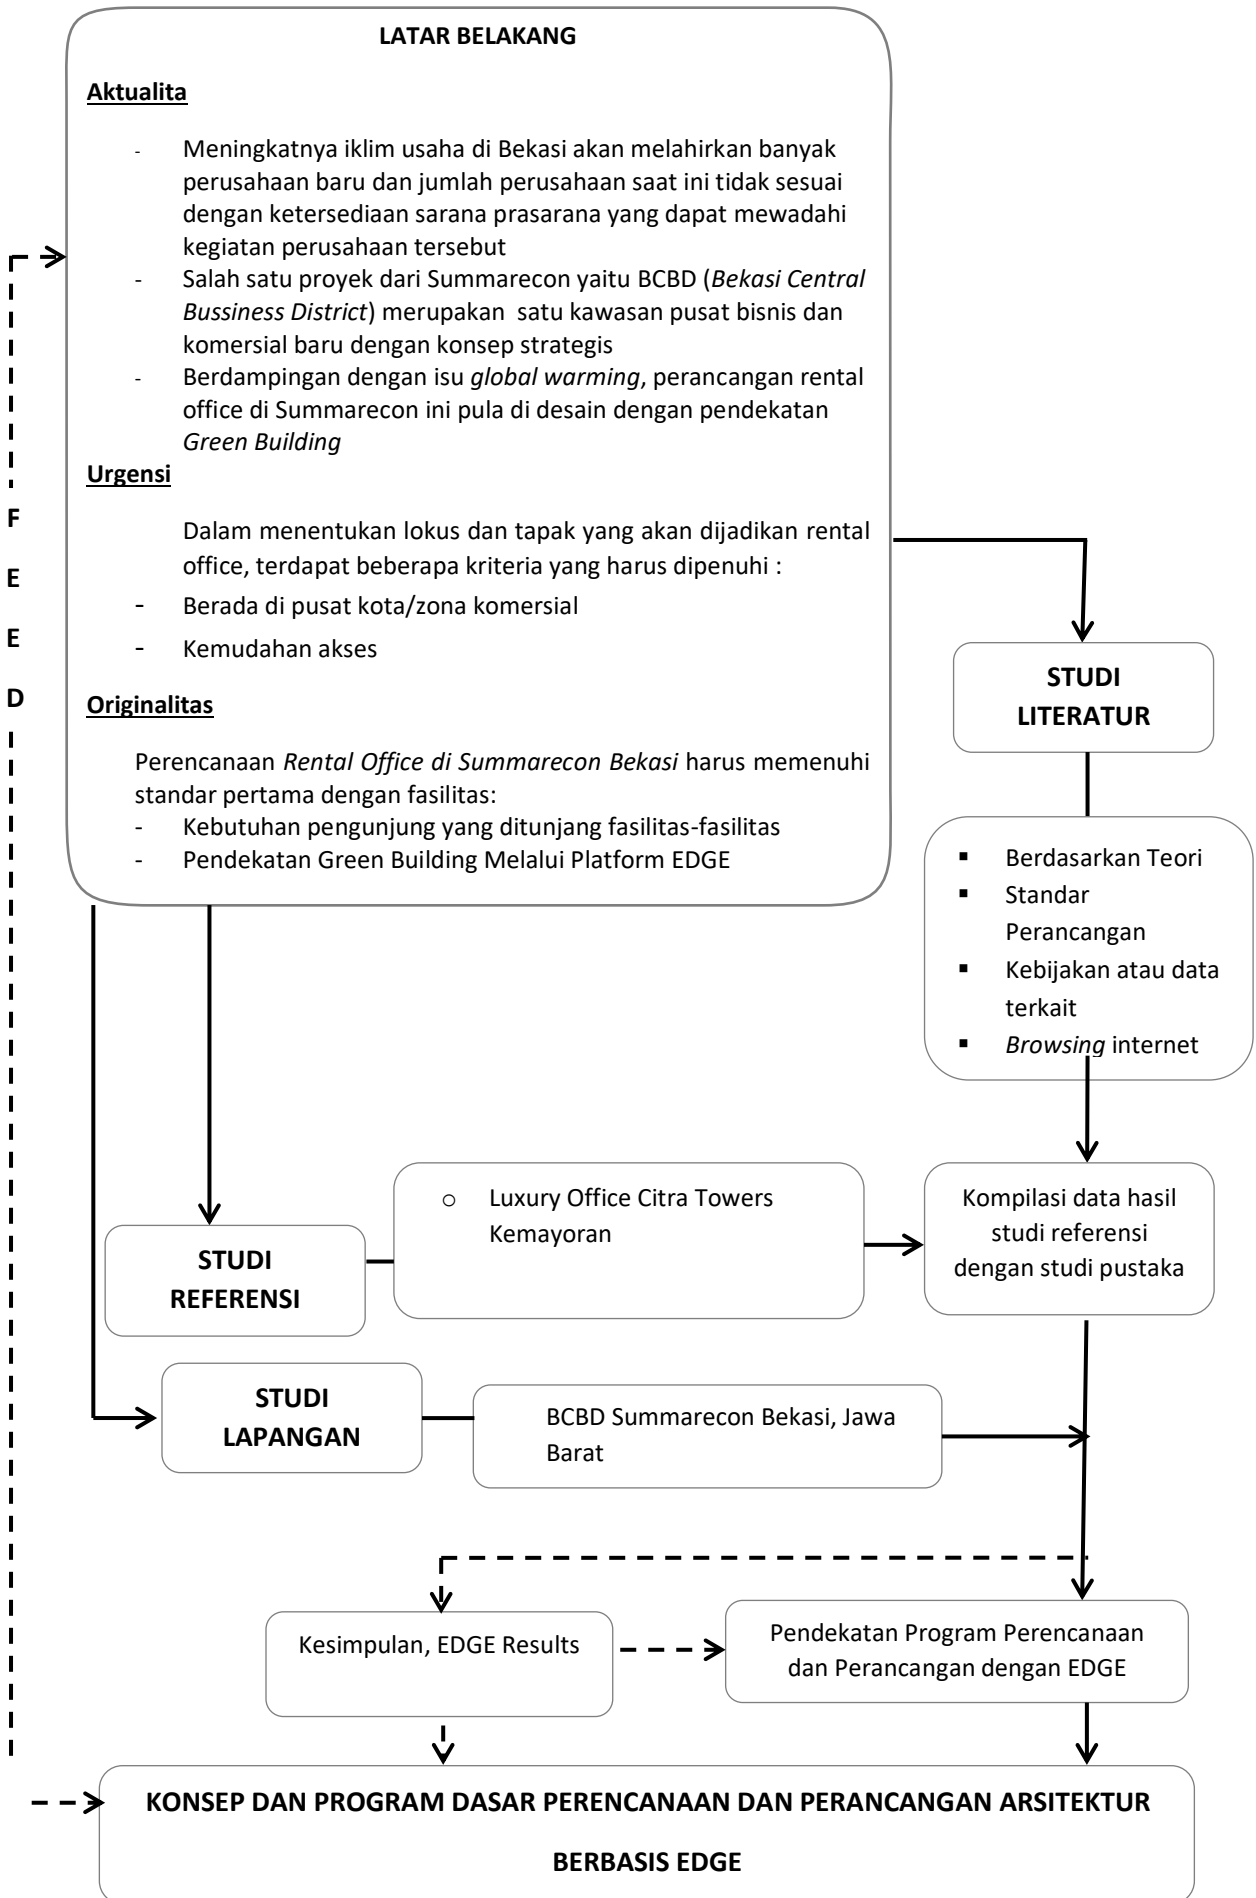 LATAR BELAKANG
Aktualita
- Meningkatnya iklim usaha di Bekasi akan melahirkan banyak
perusahaan baru dan jumlah perusahaan saat ini tidak sesuai
dengan ketersediaan sarana prasarana yang dapat mewadahi
kegiatan perusahaan tersebut
- Salah satu proyek dari Summarecon yaitu BCBD (Bekasi Central
Bussiness District) merupakan satu kawasan pusat bisnis dan
komersial baru dengan konsep strategis
- Berdampingan dengan isu global warming, perancangan rental
office di Summarecon ini pula di desain dengan pendekatan
Green Building
Urgensi
Dalam menentukan lokus dan tapak yang akan dijadikan rental
office, terdapat beberapa kriteria yang harus dipenuhi :
- Berada di pusat kota/zona komersial
- Kemudahan akses
Originalitas
Perencanaan Rental Office di Summarecon Bekasi harus memenuhi
standar pertama dengan fasilitas:
- Kebutuhan pengunjung yang ditunjang fasilitas-fasilitas
- Pendekatan Green Building Melalui Platform EDGE
F
E
E
D
STUDI
LITERATUR
▪ Berdasarkan Teori
▪ Standar
Perancangan
▪ Kebijakan atau data
terkait
▪ Browsing internet
STUDI
REFERENSI
o Luxury Office Citra Towers
Kemayoran
Kompilasi data hasil
studi referensi
dengan studi pustaka
STUDI
LAPANGAN
BCBD Summarecon Bekasi, Jawa
Barat
Kesimpulan, EDGE Results
Pendekatan Program Perencanaan
dan Perancangan dengan EDGE
KONSEP DAN PROGRAM DASAR PERENCANAAN DAN PERANCANGAN ARSITEKTUR
BERBASIS EDGE